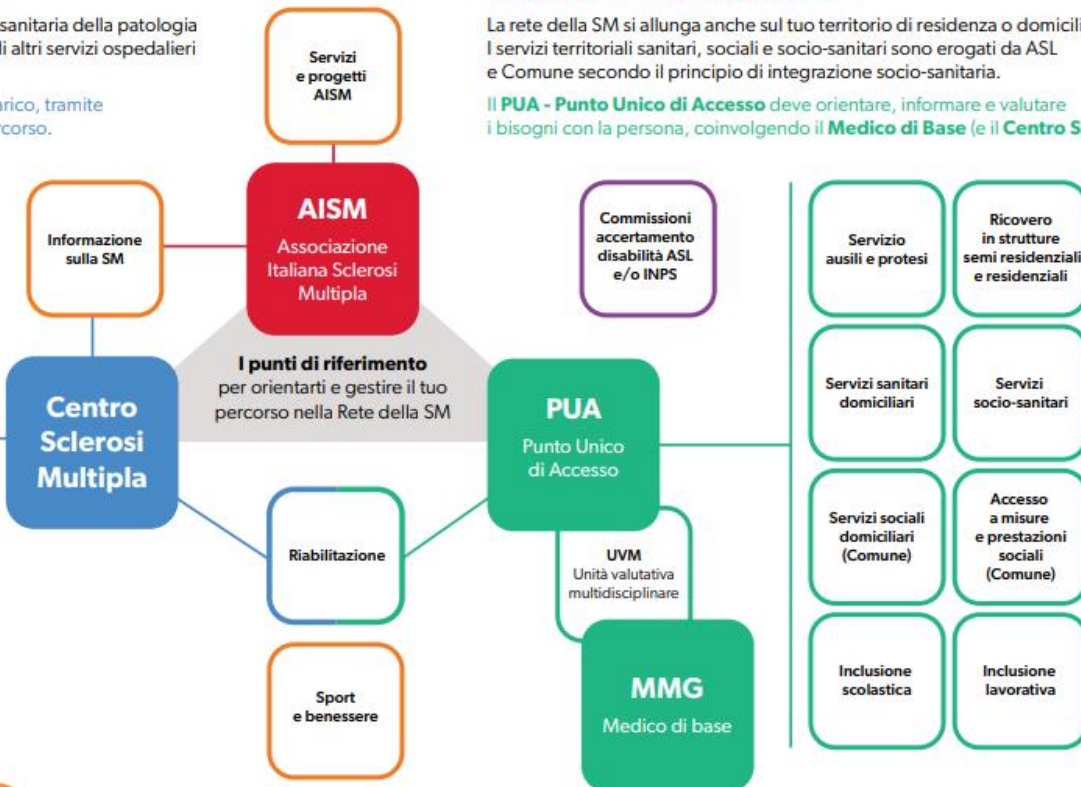 sanitaria della patologia
li altri servizi ospedalieri
arico, tramite
rcorso.
La rete della SM si allunga anche sul tuo territorio di residenza o domicili
I servizi territoriali sanitari, sociali e socio-sanitari sono erogati da ASL
e Comune secondo il principio di integrazione socio-sanitaria.
Il PUA - Punto Unico di Accesso deve orientare, informare e valutare
i bisogni con la persona, coinvolgendo il Medico di Base (e il Centro S
Servizi
e progetti
AISM
AISM
Associazione
Italiana Sclerosi
Multipla
Informazione
sulla SM
I punti di riferimento
per orientarti e gestire il tuo
percorso nella Rete della SM
Centro
Sclerosi
Multipla
Riabilitazione
Sport
e benessere
Commissioni
accertamento
disabilità ASL
e/o INPS
PUA
Punto Unico
di Accesso
UVM
Unità valutativa
multidisciplinare
MMG
Medico di base
Servizio
ausili e protesi
Ricovero
in strutture
semi residenziali
e residenziali
Servizi sanitari
domiciliari
Servizi
socio-sanitari
Servizi sociali
domiciliari
(Comune)
Accesso
a misure
e prestazioni
sociali
(Comune)
Inclusione
scolastica
Inclusione
lavorativa